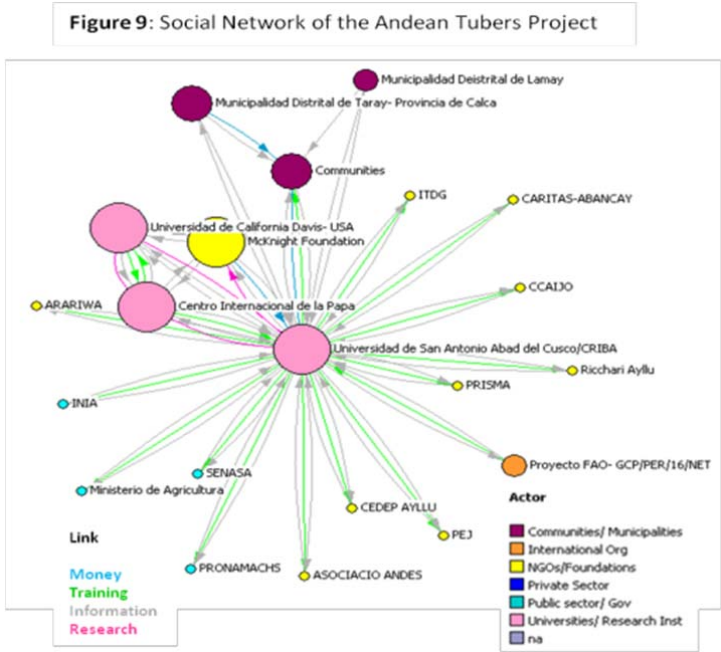 Figure 9: Social Network of the Andean Tubers Project
Municipalidad Deistrital de Lamay
Municipalidad Distrital de Taray- Provincia de Calca
Communities
ITDG
CARITAS-ABANCAY
Universidad de California Davis- USA
McKnight Foundation
CCAIJO
ARARIWA
Centro Internacional de la Papa
Universidad de San Antonio Abad del Cusco/CRIBA
Ricchari Ayllu
PRISMA
INIA
Proyecto FAO- GCP/PER/16/NET
SENASA
Ministerio de Agricultura
CEDEP AYLLU
PEJ
PRONAMACHS
ASOCIACIO ANDES
Link
Money
Training
Information
Research
Actor
Communities/ Municipalities
International Org
NGOs/Foundations
Private Sector
Public sector/ Gov
Universities/ Research Inst
na